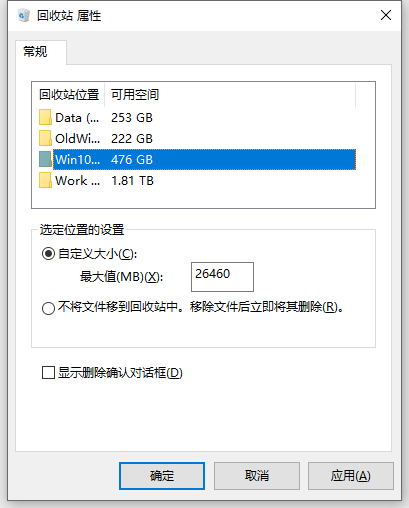 回收站 属性
常规
回收站位置 可用空间
Data (... 253 GB
OldWi... 222 GB
Win10... 476 GB
Work ... 1.81 TB
选定位置的设置
自定义大小(C):
最大值(MB)(X): 26460
不将文件移到回收站中。移除文件后立即将其删除(R)。
显示删除确认对话框(D)
确定 取消 应用(A)